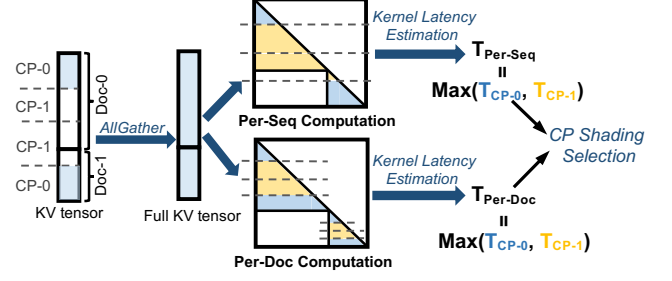 CP-0
CP-1
CP-1
CP-0
Doc-0
Doc-1
KV tensor
AllGather
Full KV tensor
Per-Seq Computation
Per-Doc Computation
Kernel Latency
Estimation
Kernel Latency
Estimation
TPer-Seq
=
Max(TCP-0, TCP-1)
CP Shading
Selection
TPer-Doc
=
Max(TCP-0, TCP-1)